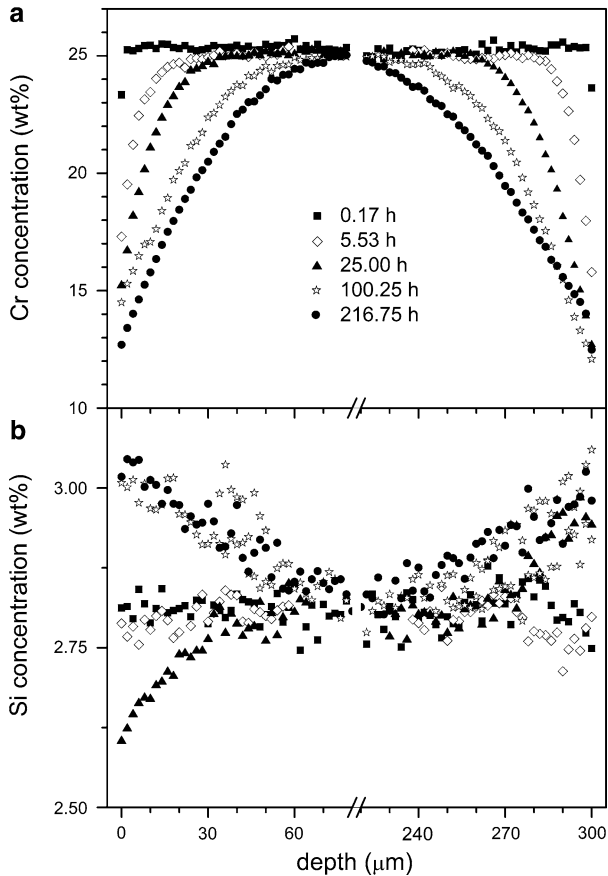 a
Cr concentration (wt%)
25
20
15
10
0.17 h
5.53 h
25.00 h
100.25 h
216.75 h
b
Si concentration (wt%)
3.00
2.75
2.50
0 30 60 240 270 300
depth (μm)